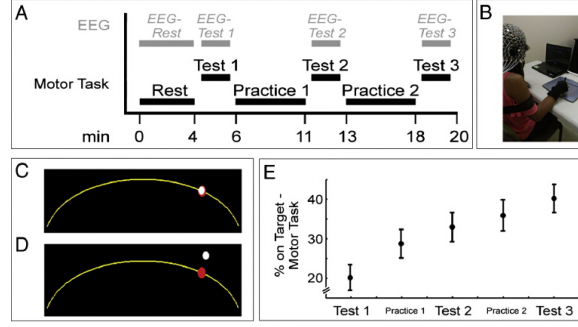 A
EEG
EEG-
Rest
EEG-
Test 1
EEG-
Test 2
EEG-
Test 3
Motor Task
Rest
Test 1
Practice 1
Test 2
Practice 2
Test 3
min
0 4 6 11 13 18 20
B
C
D
E
% on Target -
Motor Task
40
30
20
Test 1 Practice 1 Test 2 Practice 2 Test 3